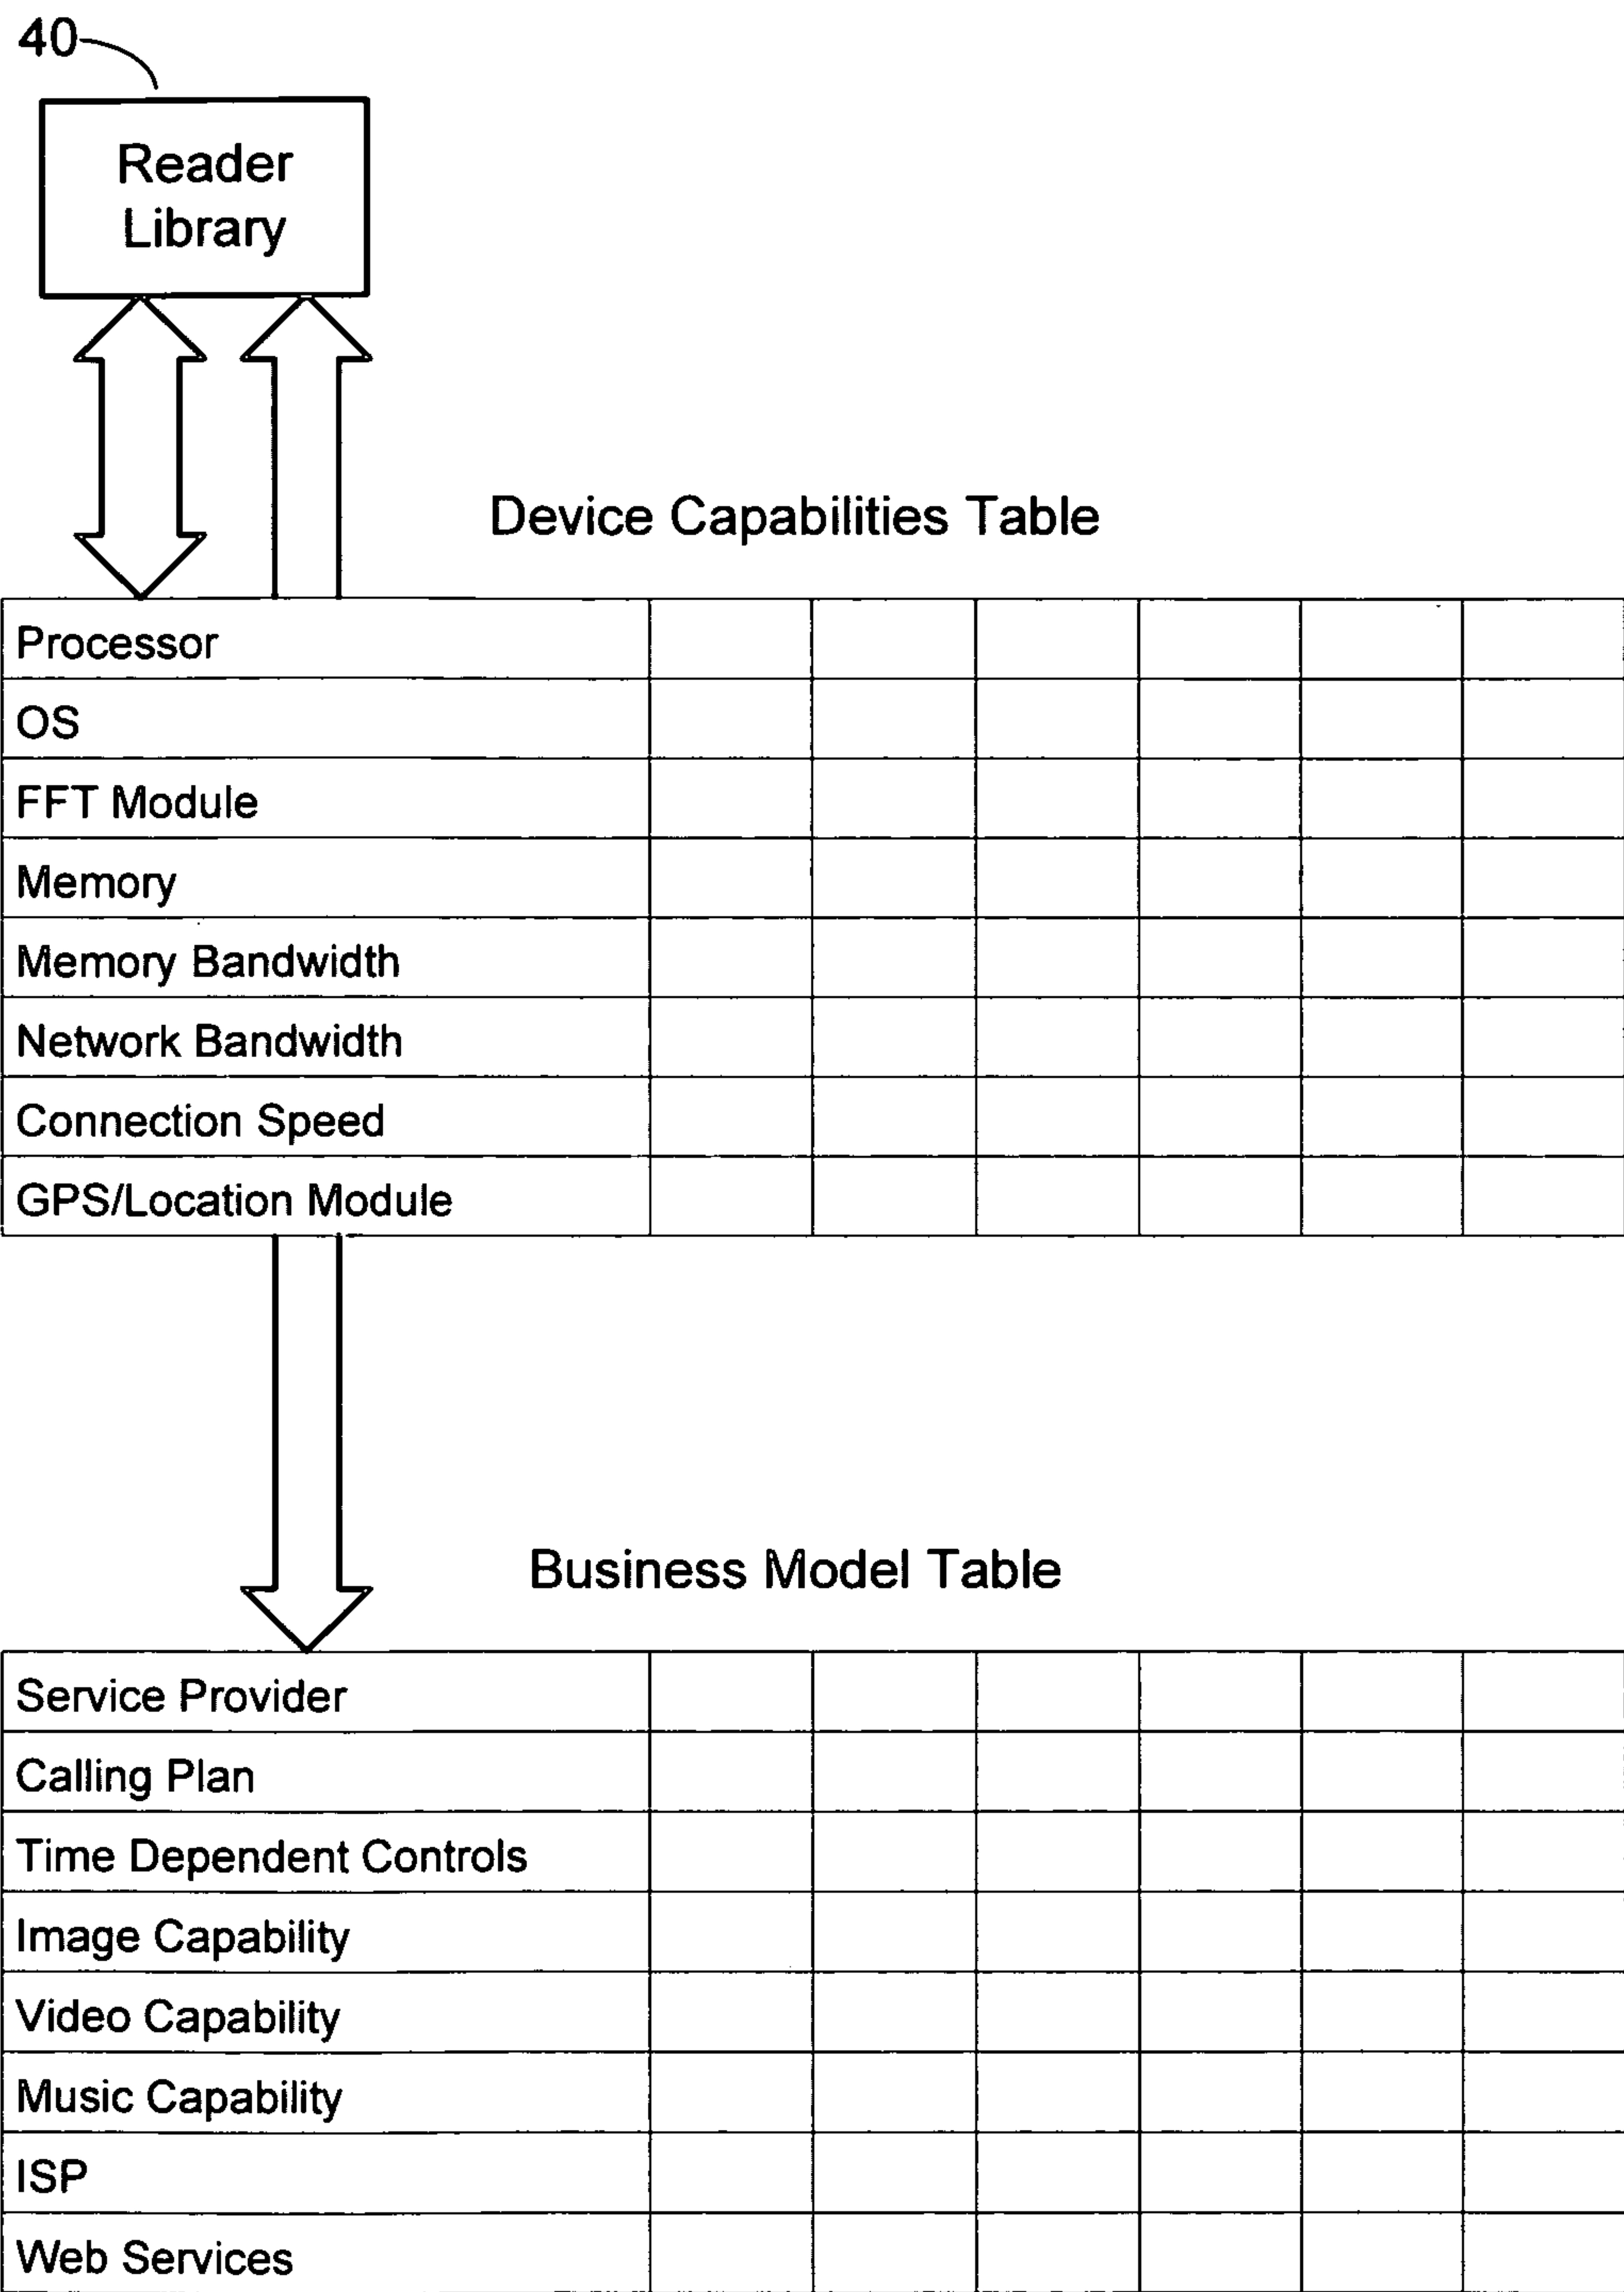 40
Reader
Library
Device Capabilities Table
Processor
OS
FFT Module
Memory
Memory Bandwidth
Network Bandwidth
Connection Speed
GPS/Location Module
Business Model Table
Service Provider
Calling Plan
Time Dependent Controls
Image Capability
Video Capability
Music Capability
ISP
Web Services